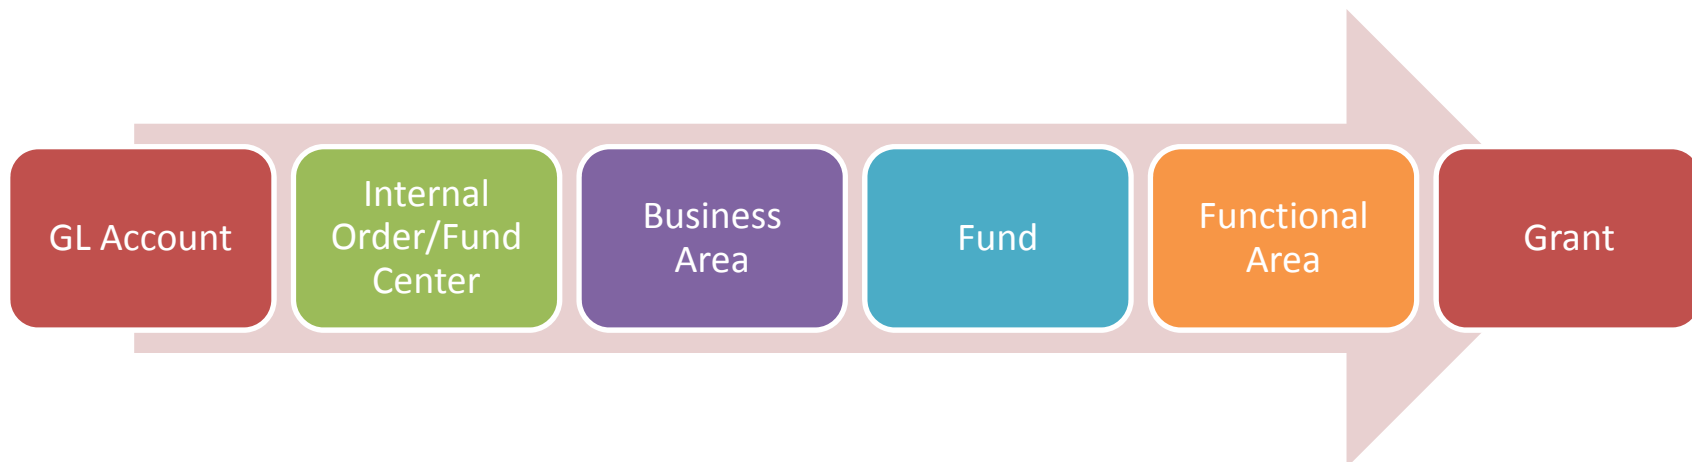 GL Account
Internal
Order/Fund
Center
Business
Area
Fund
Functional
Area
Grant